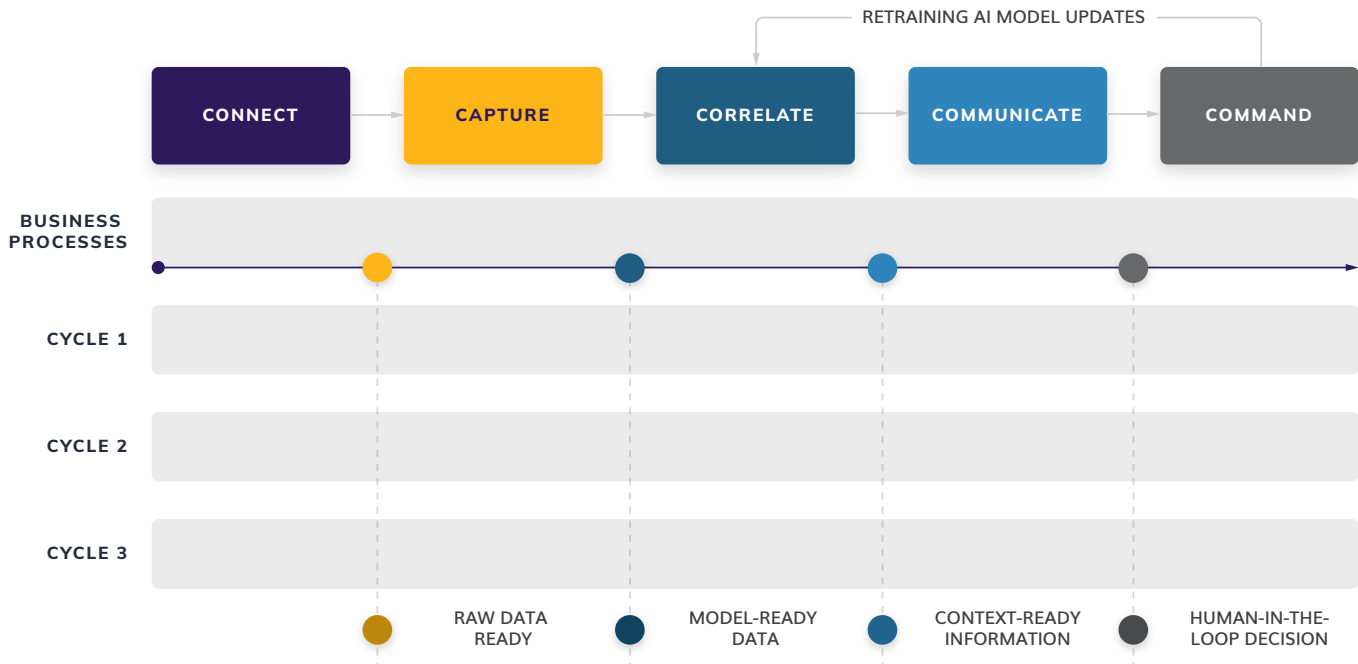 RETRAINING AI MODEL UPDATES
CONNECT
CAPTURE
CORRELATE
COMMUNICATE
COMMAND
BUSINESS
PROCESSES
CYCLE 1
CYCLE 2
CYCLE 3
RAW DATA
READY
MODEL-READY
DATA
CONTEXT-READY
INFORMATION
HUMAN-IN-THE-
LOOP DECISION